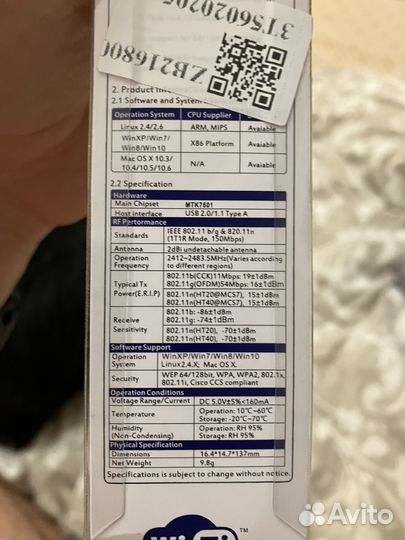 3TS6020205
ZB216800
2. Product
2.1 Software and System
Operation System CPU Supplier
Linux 2.4/2.6 ARM, MIPS Avaiable
WinXP/Win7/
Win8/Win10 X86 Platform Avaiable
Mac OS X 10.3/
10.4/10.5/10.6 N/A Avaiable
2.2 Specification
Hardware
Main Chipset MTK7601
Host interface USB 2.0/1.1 Type A
RF Performance
Standards IEEE 802.11 b/g & 820.11n
(1T1R Mode, 150Mbps)
Antenna 2dBi undetachable antenna
Operation Frequency 2412~2483.5MHz(Varies according
to different regions)
Typical Tx Power(E.R.I.P) 802.11b(CCK)11Mbps: 19±1dBm
802.11g(OFDM)54Mbps: 16±1dBm
802.11n(HT20@MCS7), 15±1dBm
802.11n(HT40@MCS7), 15±1dBm
Receive Sensitivity 802.11b: -86±1dBm
802.11g: -74±1dBm
802.11n(HT20), -70±1dBm
802.11n(HT40), -70±1dBm
Software Support
Operation System WinXP/Win7/Win8/Win10
Linux2.4.X; Mac OS X.
Security WEP 64/128bit, WPA, WPA2, 802.1x,
802.11i, Cisco CCS compliant
Operation Conditions
Voltage Range/Current DC 5.0V±5%<160mA
Temperature Operation: 10℃~60℃
Storage: -20℃~70℃
Humidity (Non-Condensing) Operation: RH 95%
Storage: RH 95%
Physical Specification
Dimensions 16.4*14.7*137mm
Net Weight 9.8g
Specifications is subject to change without notice.
Wi Fi ™
Avito